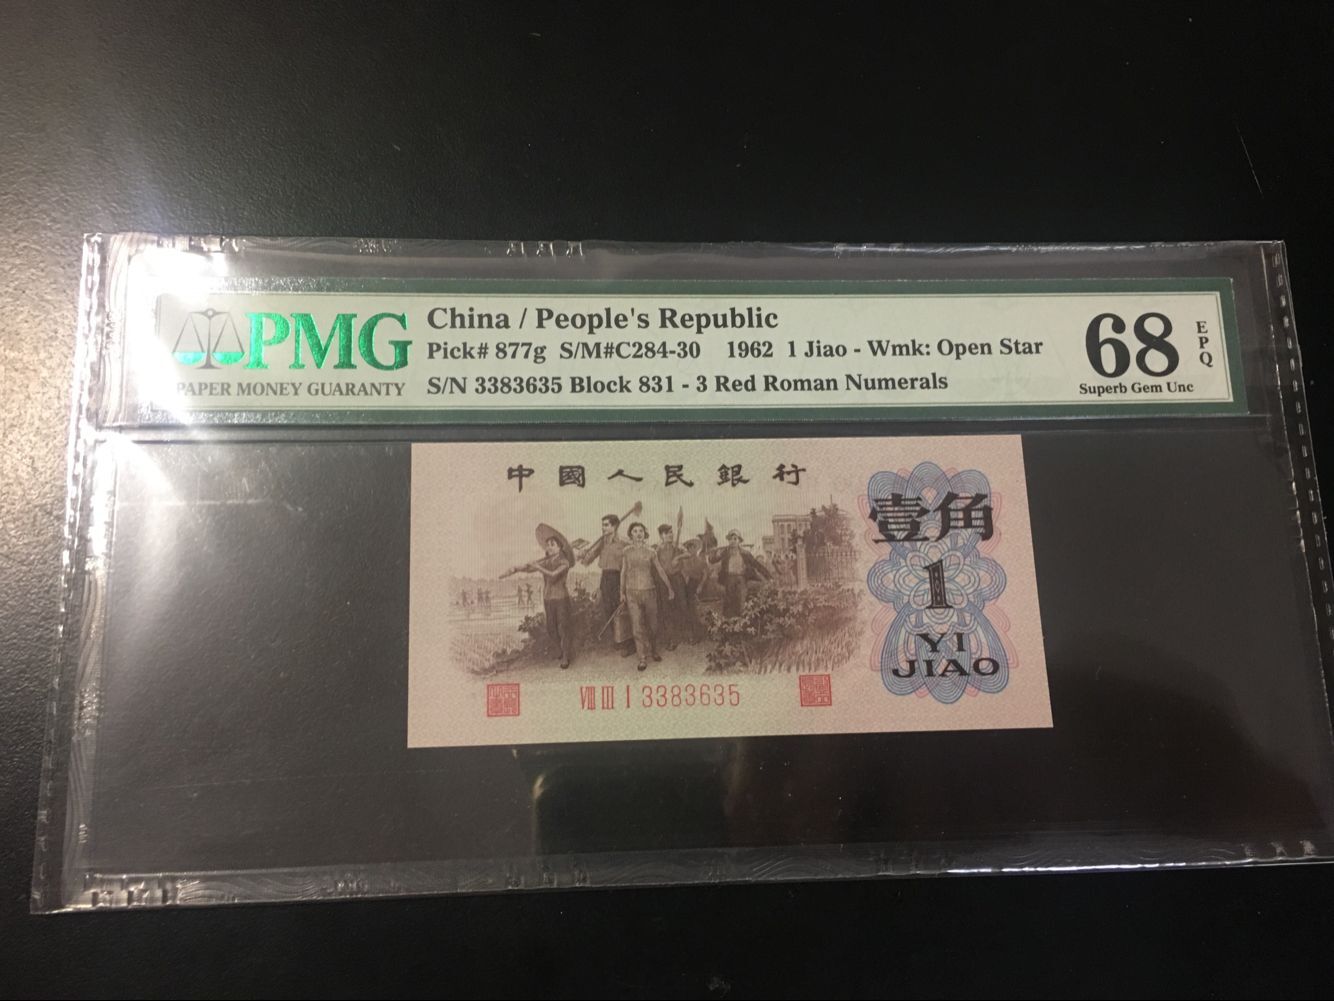 PMG
PAPER MONEY GUARANTY
China / People's Republic
Pick# 877g S/M#C284-30 1962 1 Jiao - Wmk: Open Star
S/N 3383635 Block 831 - 3 Red Roman Numerals
68
EPQ
Superb Gem Unc
中國人民銀行
壹角
1
YI
JIAO
VIII III I 3383635